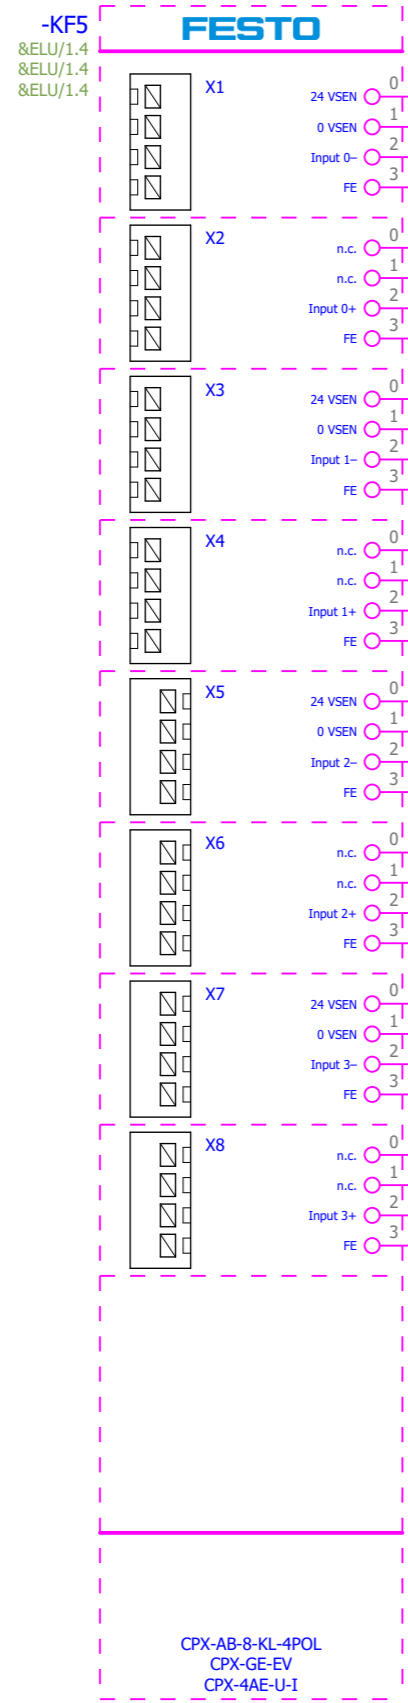 -KF5
FESTO
&ELU/1.4
&ELU/1.4
&ELU/1.4
X1
24 VSEN 0
0 VSEN 1
Input 0− 2
FE 3
X2
n.c. 0
n.c. 1
Input 0+ 2
FE 3
X3
24 VSEN 0
0 VSEN 1
Input 1− 2
FE 3
X4
n.c. 0
n.c. 1
Input 1+ 2
FE 3
X5
24 VSEN 0
0 VSEN 1
Input 2− 2
FE 3
X6
n.c. 0
n.c. 1
Input 2+ 2
FE 3
X7
24 VSEN 0
0 VSEN 1
Input 3− 2
FE 3
X8
n.c. 0
n.c. 1
Input 3+ 2
FE 3
CPX-AB-8-KL-4POL
CPX-GE-EV
CPX-4AE-U-I